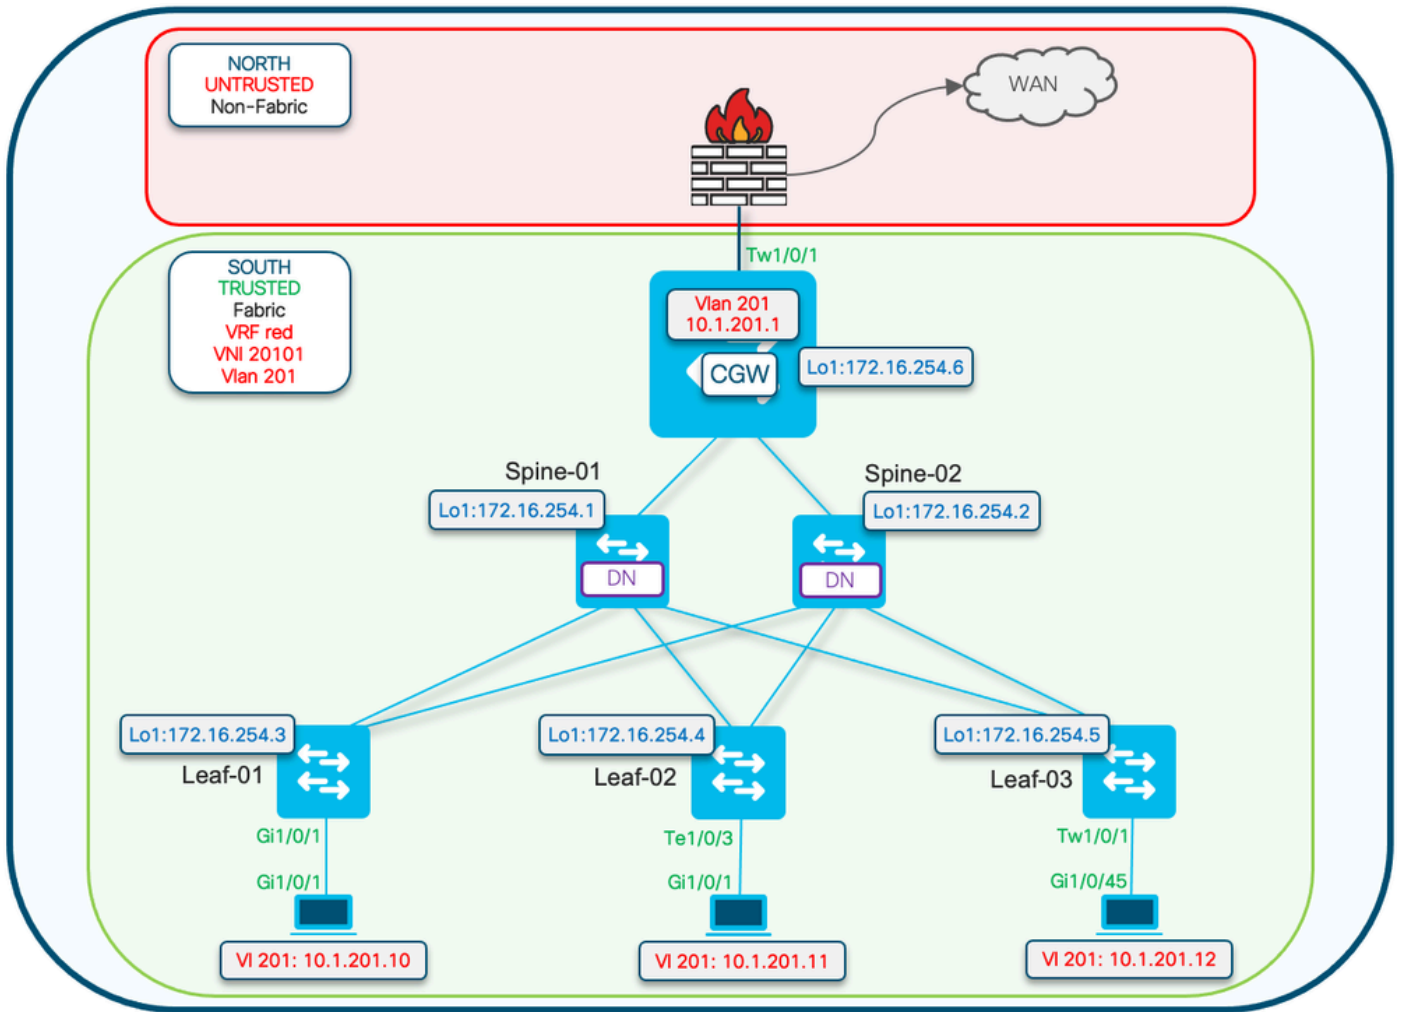 NORTH
UNTRUSTED
Non-Fabric
WAN
SOUTH
TRUSTED
Fabric
VRF red
VNI 20101
Vlan 201
Tw1/0/1
Vlan 201
10.1.201.1
CGW
Lo1:172.16.254.6
Spine-01
Lo1:172.16.254.1
DN
Spine-02
Lo1:172.16.254.2
DN
Lo1:172.16.254.3
Leaf-01
Gi1/0/1
Gi1/0/1
VI 201: 10.1.201.10
Lo1:172.16.254.4
Leaf-02
Te1/0/3
Gi1/0/1
VI 201: 10.1.201.11
Lo1:172.16.254.5
Leaf-03
Tw1/0/1
Gi1/0/45
VI 201: 10.1.201.12